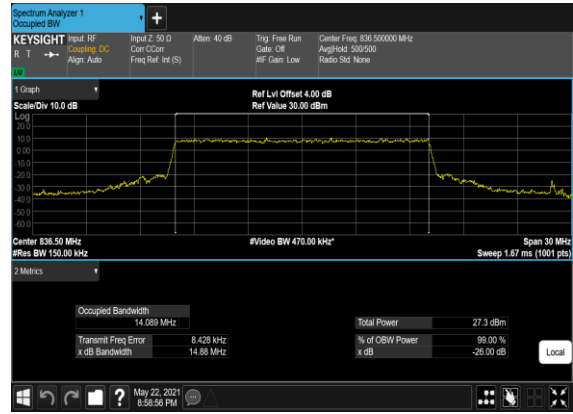 Spectrum Analyzer 1
Occupied BW
+
KEYSIGHT Input: RF Input Z: 50 Ω Atten: 40 dB Trig: Free Run Center Freq: 836.500000 MHz
R T Coupling: DC Corr CCorr Gate: Off Avg|Hold: 500/500
Align: Auto Freq Ref: Int (S) #IF Gain: Low Radio Std: None
1 Graph
Scale/Div 10.0 dB
Ref Lvl Offset 4.00 dB
Ref Value 30.00 dBm
Log
20.0
10.0
0.00
-10.0
-20.0
-30.0
-40.0
-50.0
-60.0
Center 836.50 MHz #Video BW 470.00 kHz* Span 30 MHz
#Res BW 150.00 kHz Sweep 1.67 ms (1001 pts)
2 Metrics
Occupied Bandwidth
14.089 MHz Total Power 27.3 dBm
Transmit Freq Error 8.428 kHz % of OBW Power 99.00 %
x dB Bandwidth 14.88 MHz x dB -26.00 dB
Local
? May 22, 2021
8:58:56 PM